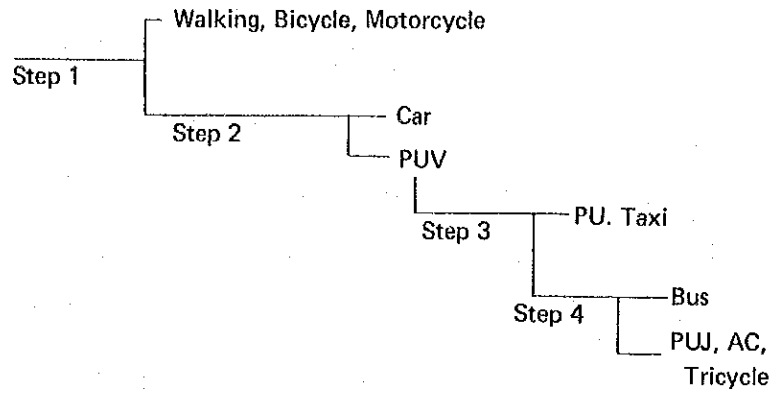 Walking, Bicycle, Motorcycle
Step 1
Car
Step 2
PUV
PU. Taxi
Step 3
Bus
Step 4
PUJ, AC,
Tricycle